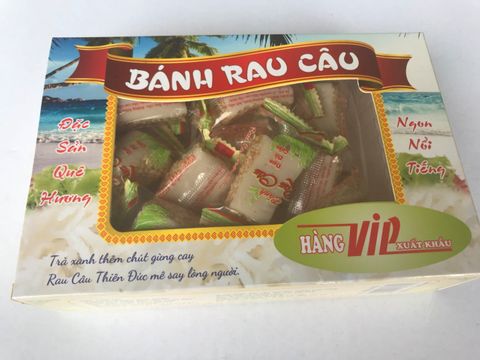 BÁNH RAU CÂU
Đặc
Sản
Quê
Hương
Ngon
Nổi
Tiếng
HÀNG VIP XUẤT KHẨU
Trà xanh thêm chút gừng cay
Rau Câu Thiên Đức mê say lòng người.